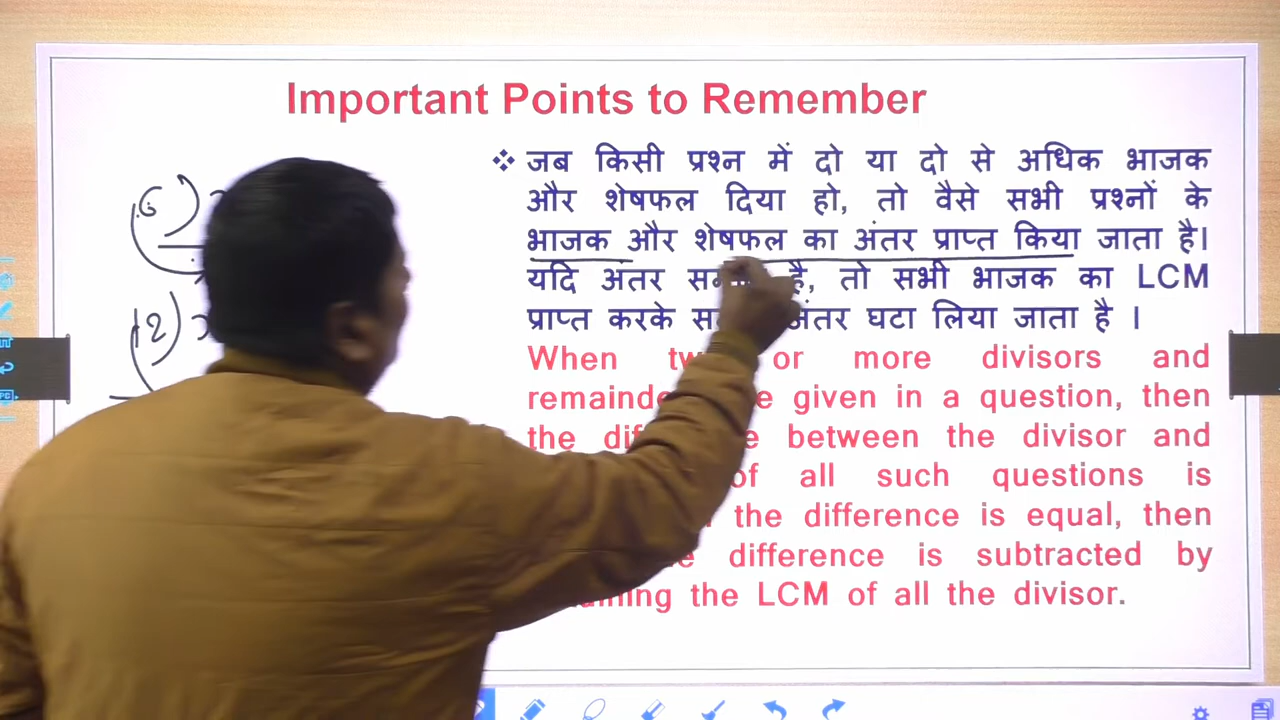 Important Points to Remember
❖ जब किसी प्रश्न में दो या दो से अधिक भाजक
और शेषफल दिया हो, तो वैसे सभी प्रश्नों के
भाजक और शेषफल का अंतर प्राप्त किया जाता है।
यदि अंतर है, तो सभी भाजक का LCM
प्राप्त करके अंतर घटा लिया जाता है ।
When or more divisors and
given in a question, then
the between the divisor and
of all such questions is
the difference is equal, then
difference is subtracted by
the LCM of all the divisor.
6)
12)